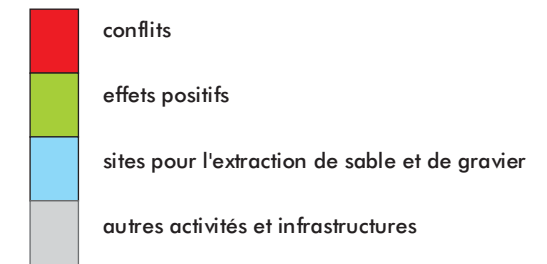 conflits
effets positifs
sites pour l'extraction de sable et de gravier
autres activités et infrastructures